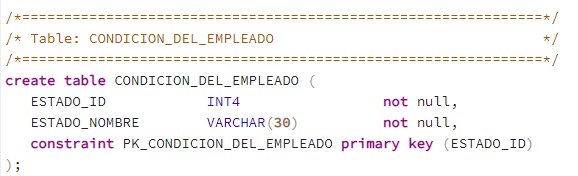 /*==============================================================*/
/* Table: CONDICION_DEL_EMPLEADO                                */
/*==============================================================*/
create table CONDICION_DEL_EMPLEADO (
   ESTADO_ID            INT4                 not null,
   ESTADO_NOMBRE        VARCHAR(30)          not null,
   constraint PK_CONDICION_DEL_EMPLEADO primary key (ESTADO_ID)
);